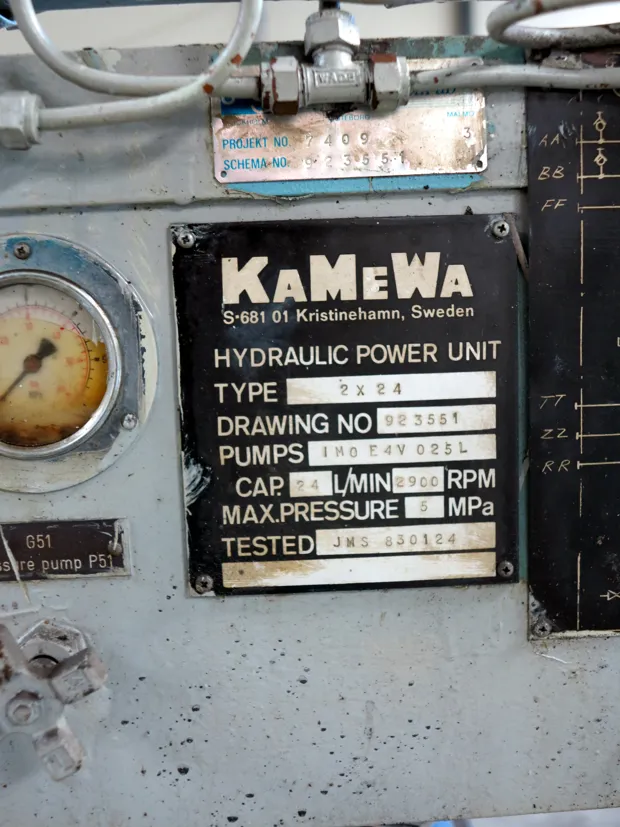 WADE
MALMÖ
PROJEKT NO. 7409 3
SCHEMA NO. 923551
AA
BB
FF
KAMEWA
S-681 01 Kristinehamn, Sweden
HYDRAULIC POWER UNIT
TYPE 2 X 24
DRAWING NO 923551
PUMPS IMO E4V 025L
CAP. 24 L/MIN 2900 RPM
MAX.PRESSURE 5 MPa
TESTED JMS 830124
TT
ZZ
RR
G51
ssure pump P51